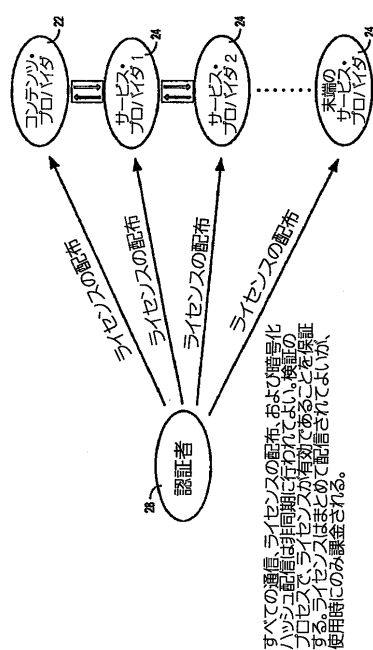 コンテンツ・
プロバイダ
22
サービス・
プロバイダ 1
24
サービス・
プロバイダ 2
24
末端の
サービス・
プロバイダ
24
ライセンスの配布
ライセンスの配布
ライセンスの配布
ライセンスの配布
認証者
28
すべての通信、ライセンスの配布、および暗号化
ハッシュ配信は非同期に行われてよい。検証の
プロセスで、ライセンスが有効であることを保証
する。ライセンスはまとめて配信されてよいが、
使用時にのみ課金される。